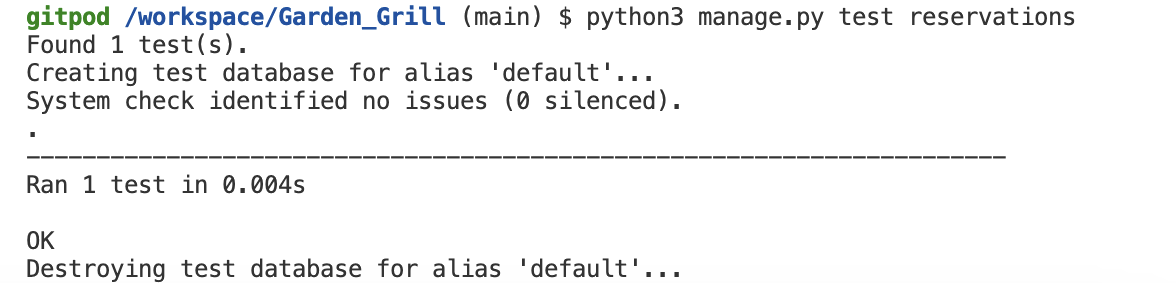 gitpod /workspace/Garden_Grill (main) $ python3 manage.py test reservations
Found 1 test(s).
Creating test database for alias 'default'...
System check identified no issues (0 silenced).
.
----------------------------------------------------------------------
Ran 1 test in 0.004s

OK
Destroying test database for alias 'default'...